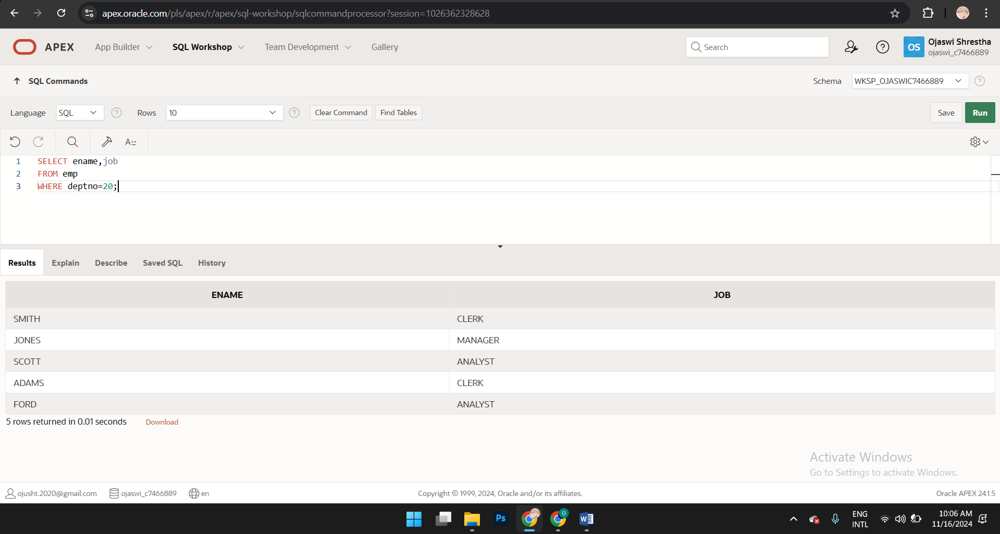 apex.oracle.com/pls/apex/r/apex/sql-workshop/sqlcommandprocessor?session=1026362328628
APEX App Builder SQL Workshop Team Development Gallery Search OS Ojaswi Shrestha
ojaswi_c7466889
SQL Commands Schema WKSP_OJASWIC7466889
Language SQL Rows 10 Clear Command Find Tables Save Run
A::
1 SELECT ename,job
2 FROM emp
3 WHERE deptno=20;
Results Explain Describe Saved SQL History
ENAME JOB
SMITH CLERK
JONES MANAGER
SCOTT ANALYST
ADAMS CLERK
FORD ANALYST
5 rows returned in 0.01 seconds Download
Activate Windows
Go to Settings to activate Windows.
ojusht.2020@gmail.com ojaswi_c7466889 en Copyright © 1999, 2024, Oracle and/or its affiliates. Oracle APEX 24.1.5
Ps O W ENG 10:06 AM
INTL 11/16/2024